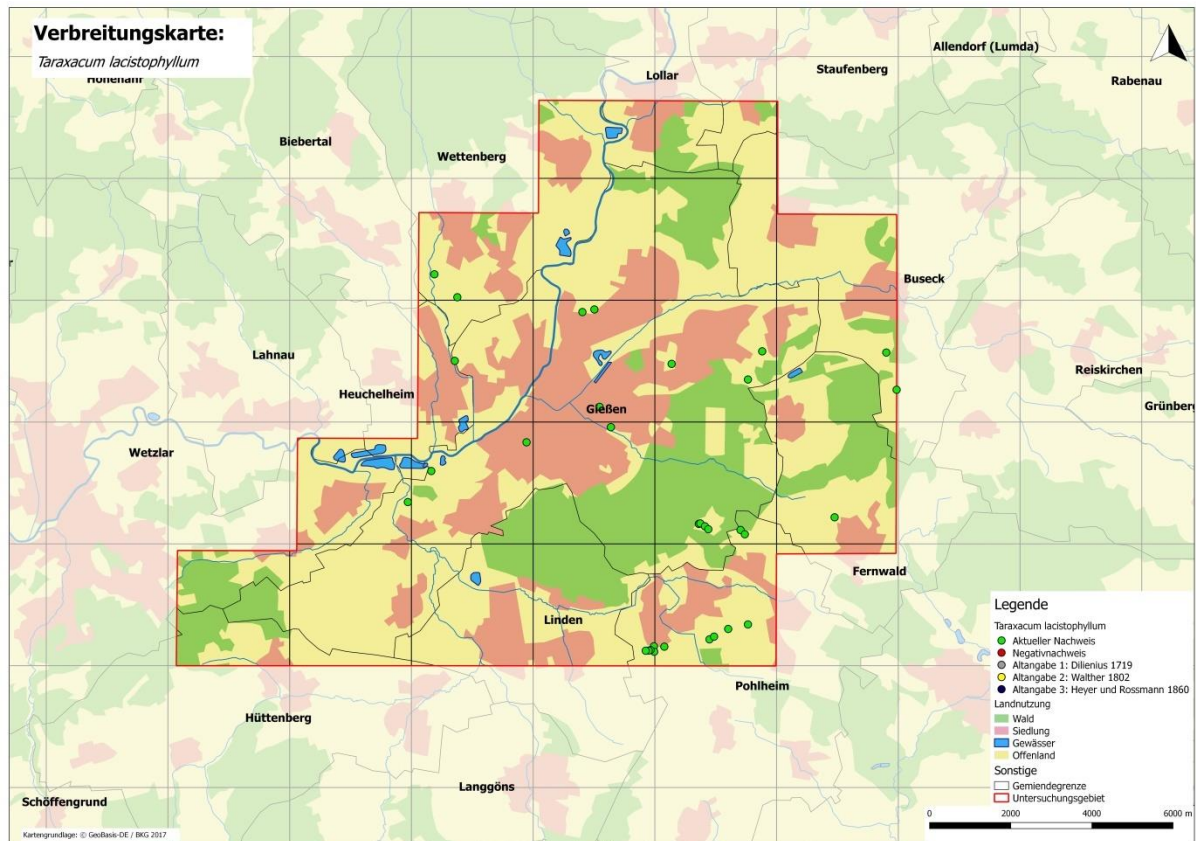 Verbreitungskarte:
Taraxacum lacistophyllum
Hohenahr
Lollar
Allendorf (Lumda)
Staufenberg
Rabenau
Biebertal
Wettenberg
Buseck
Lahnau
Heuchelheim
Reiskirchen
Gießen
Grünberg
Wetzlar
Fernwald
Linden
Pohlheim
Hüttenberg
Langgöns
Schöffengrund
Legende
Taraxacum lacistophyllum
Aktueller Nachweis
Negativnachweis
Altangabe 1: Dilienius 1719
Altangabe 2: Walther 1802
Altangabe 3: Heyer und Rossmann 1860
Landnutzung
Wald
Siedlung
Gewässer
Offenland
Sonstige
Gemiendegrenze
Untersuchungsgebiet
0 2000 4000 6000 m
Kartengrundlage: © GeoBasis-DE / BKG 2017